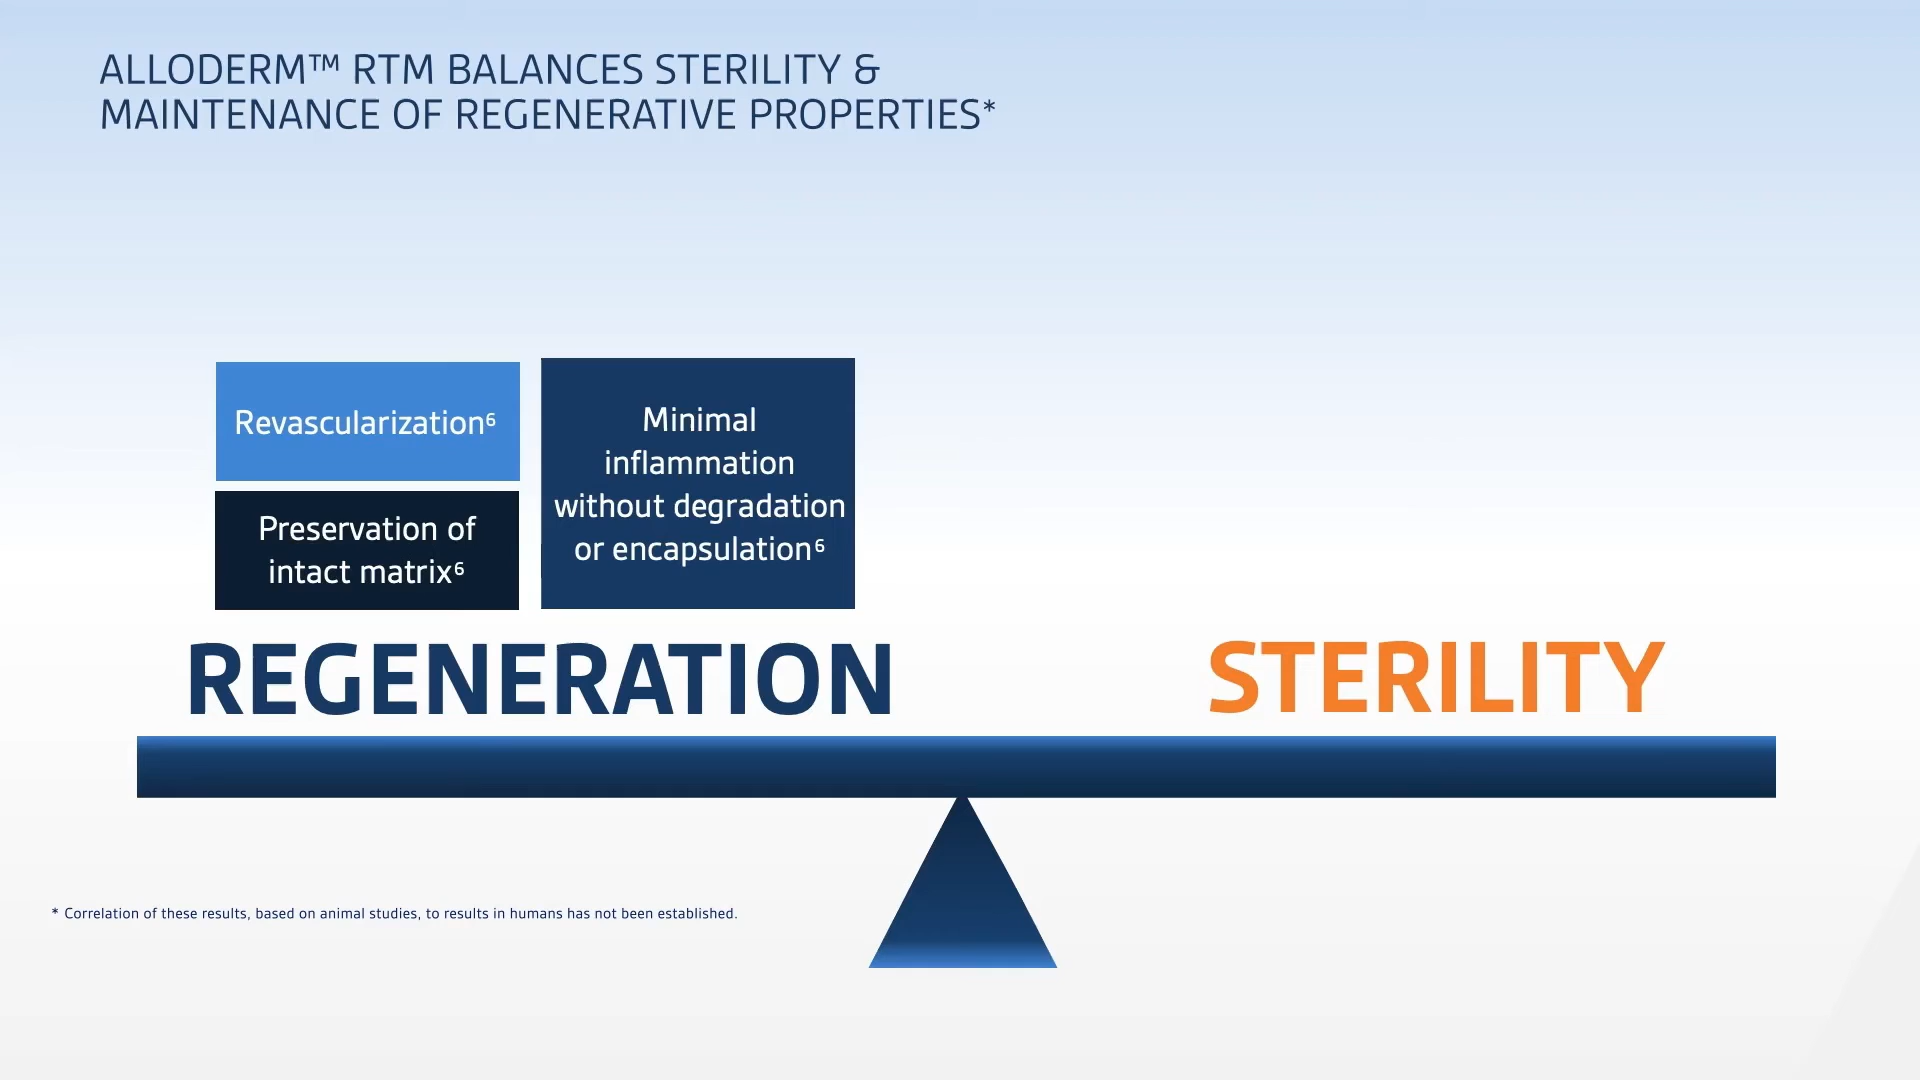 ALLODERM™ RTM BALANCES STERILITY &
MAINTENANCE OF REGENERATIVE PROPERTIES*
Revascularization⁶
Preservation of
intact matrix⁶
Minimal
inflammation
without degradation
or encapsulation⁶
REGENERATION
STERILITY
* Correlation of these results, based on animal studies, to results in humans has not been established.